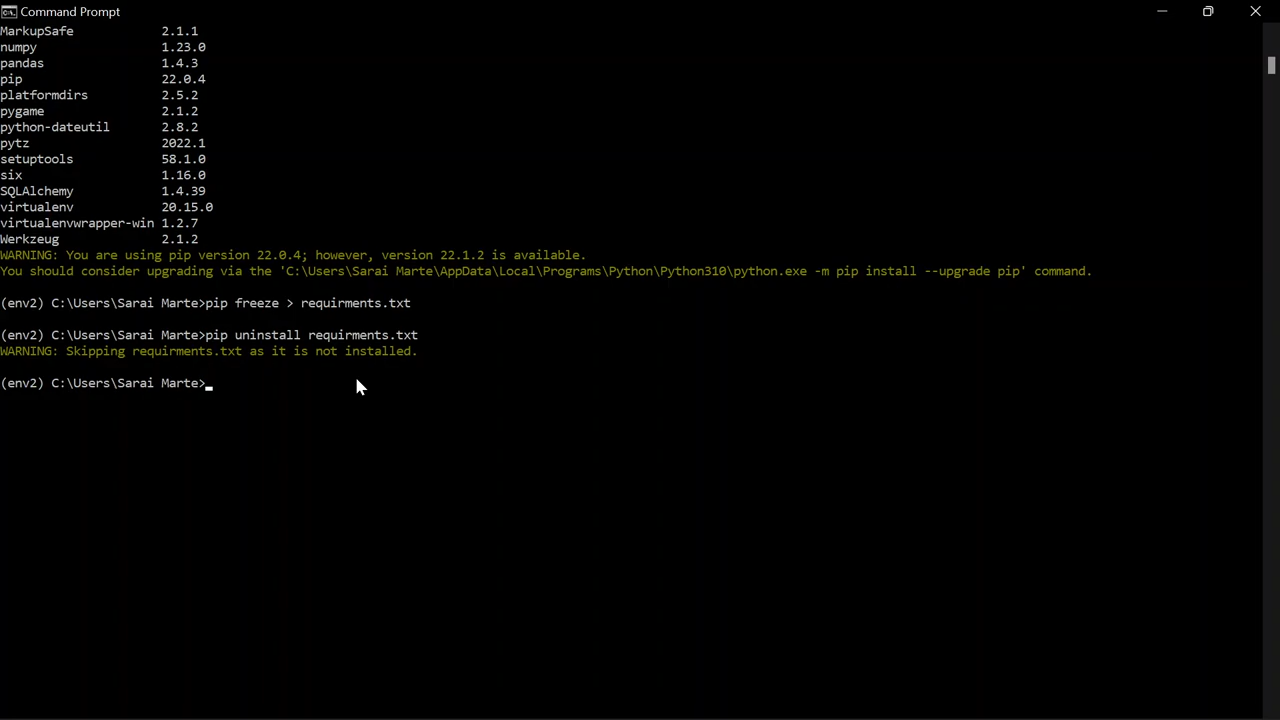 Command Prompt
MarkupSafe 2.1.1
numpy 1.23.0
pandas 1.4.3
pip 22.0.4
platformdirs 2.5.2
pygame 2.1.2
python-dateutil 2.8.2
pytz 2022.1
setuptools 58.1.0
six 1.16.0
SQLAlchemy 1.4.39
virtualenv 20.15.0
virtualenvwrapper-win 1.2.7
Werkzeug 2.1.2
WARNING: You are using pip version 22.0.4; however, version 22.1.2 is available.
You should consider upgrading via the 'C:\Users\Sarai Marte\AppData\Local\Programs\Python\Python310\python.exe -m pip install --upgrade pip' command.
(env2) C:\Users\Sarai Marte>pip freeze > requirments.txt
(env2) C:\Users\Sarai Marte>pip uninstall requirments.txt
WARNING: Skipping requirments.txt as it is not installed.
(env2) C:\Users\Sarai Marte>